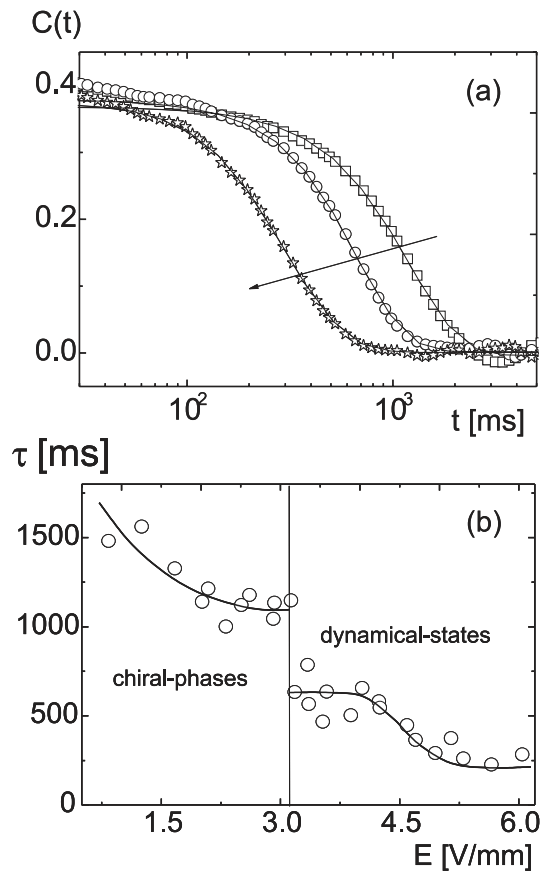 C(t)
0.4
(a)
0.2
0.0
10²
10³
t [ms]
τ [ms]
1500
(b)
1000
dynamical-states
chiral-phases
500
0
1.5
3.0
4.5
6.0
E [V/mm]